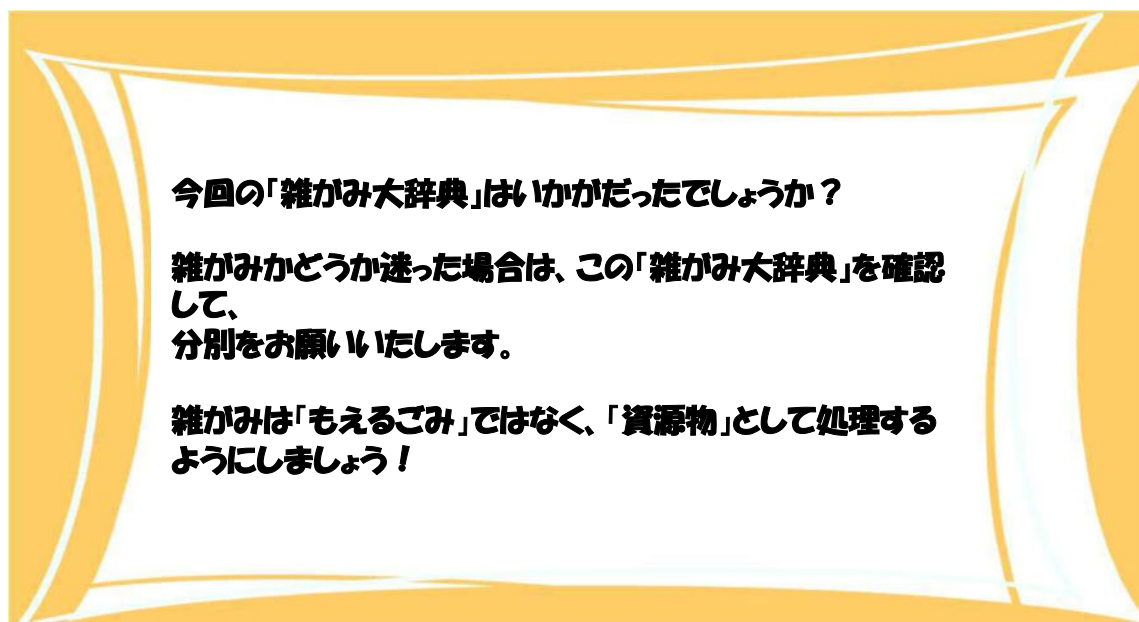 今回の「雑がみ大辞典」はいかがだったでしょうか？
雑がみかどうか迷った場合は、この「雑がみ大辞典」を確認
して、
分別をお願いいたします。
雑がみは「もえるごみ」ではなく、「資源物」として処理する
ようにしましょう！